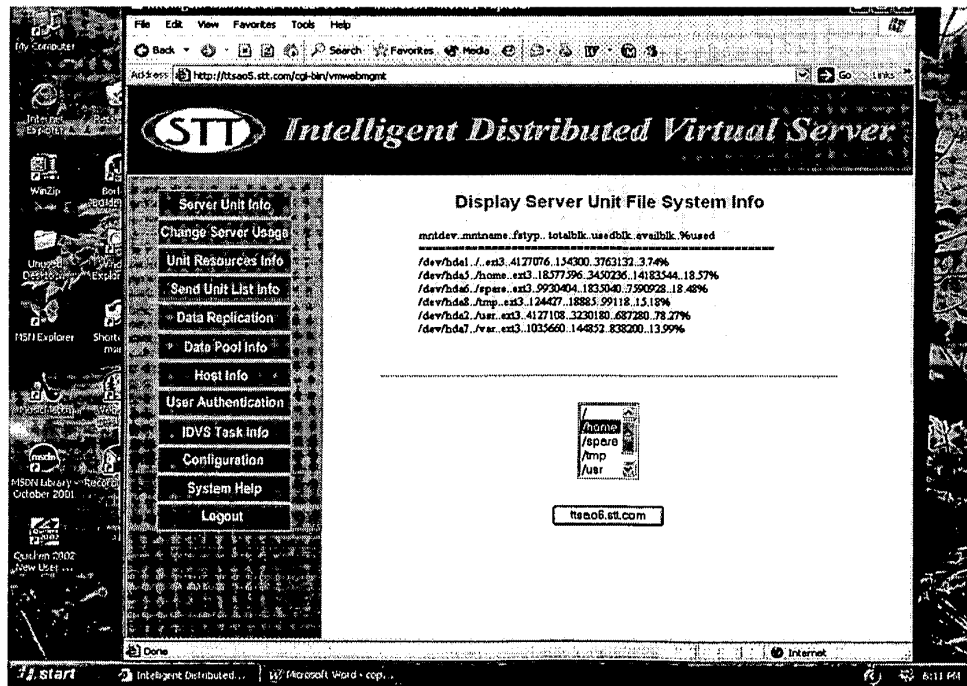 My Computer
Internet
Explorer
WinZip
MSN Explorer
msdn
MSDN Library -
October 2001
Quicken 2002
New User ...
File Edit View Favorites Tools Help
Back Search Favorites Media
Address http://ttsao5.stt.com/cgi-bin/vmwebmgmt Go Links
STT Intelligent Distributed Virtual Server
Server Unit Info
Change Server Usage
Unit Resources Info
Send Unit List Info
Data Replication
Data Pool Info
Host Info
User Authentication
IDVS Task Info
Configuration
System Help
Logout
Display Server Unit File System Info
mntdev..mntname..fstyp.. totalblk..usedblk..availblk..%used
/dev/hda1../..ext3..4127076..154300..3763132..3.74%
/dev/hda5../home..ext3..18577596..3450236..14183544..18.57%
/dev/hda6../spare..ext3..9930404..1835040..7590928..18.48%
/dev/hda8../tmp..ext3..124427..18885..99118..15.18%
/dev/hda2../usr..ext3..4127108..3230180..687280..78.27%
/dev/hda7../var..ext3..1035660..144852..838200..13.99%
/
/home
/spare
/tmp
/usr
ttsao6.stt.com
Done Internet
start Intelligent Distributed... Microsoft Word - cop... 6:11 PM